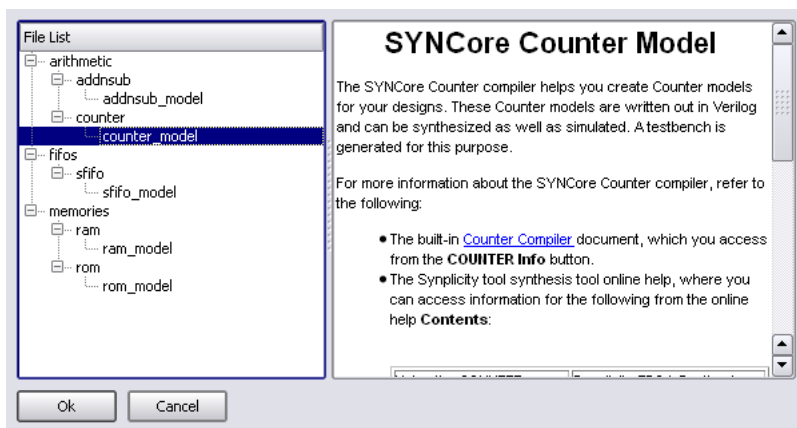 File List
arithmetic
addnsub
addnsub_model
counter
counter_model
fifos
sfifo
sfifo_model
memories
ram
ram_model
rom
rom_model
SYNCore Counter Model
The SYNCore Counter compiler helps you create Counter models
for your designs. These Counter models are written out in Verilog
and can be synthesized as well as simulated. A testbench is
generated for this purpose.
For more information about the SYNCore Counter compiler, refer to
the following:
● The built-in Counter Compiler document, which you access
from the COUNTER Info button.
● The Synplicity tool synthesis tool online help, where you
can access information for the following from the online
help Contents:
Ok
Cancel